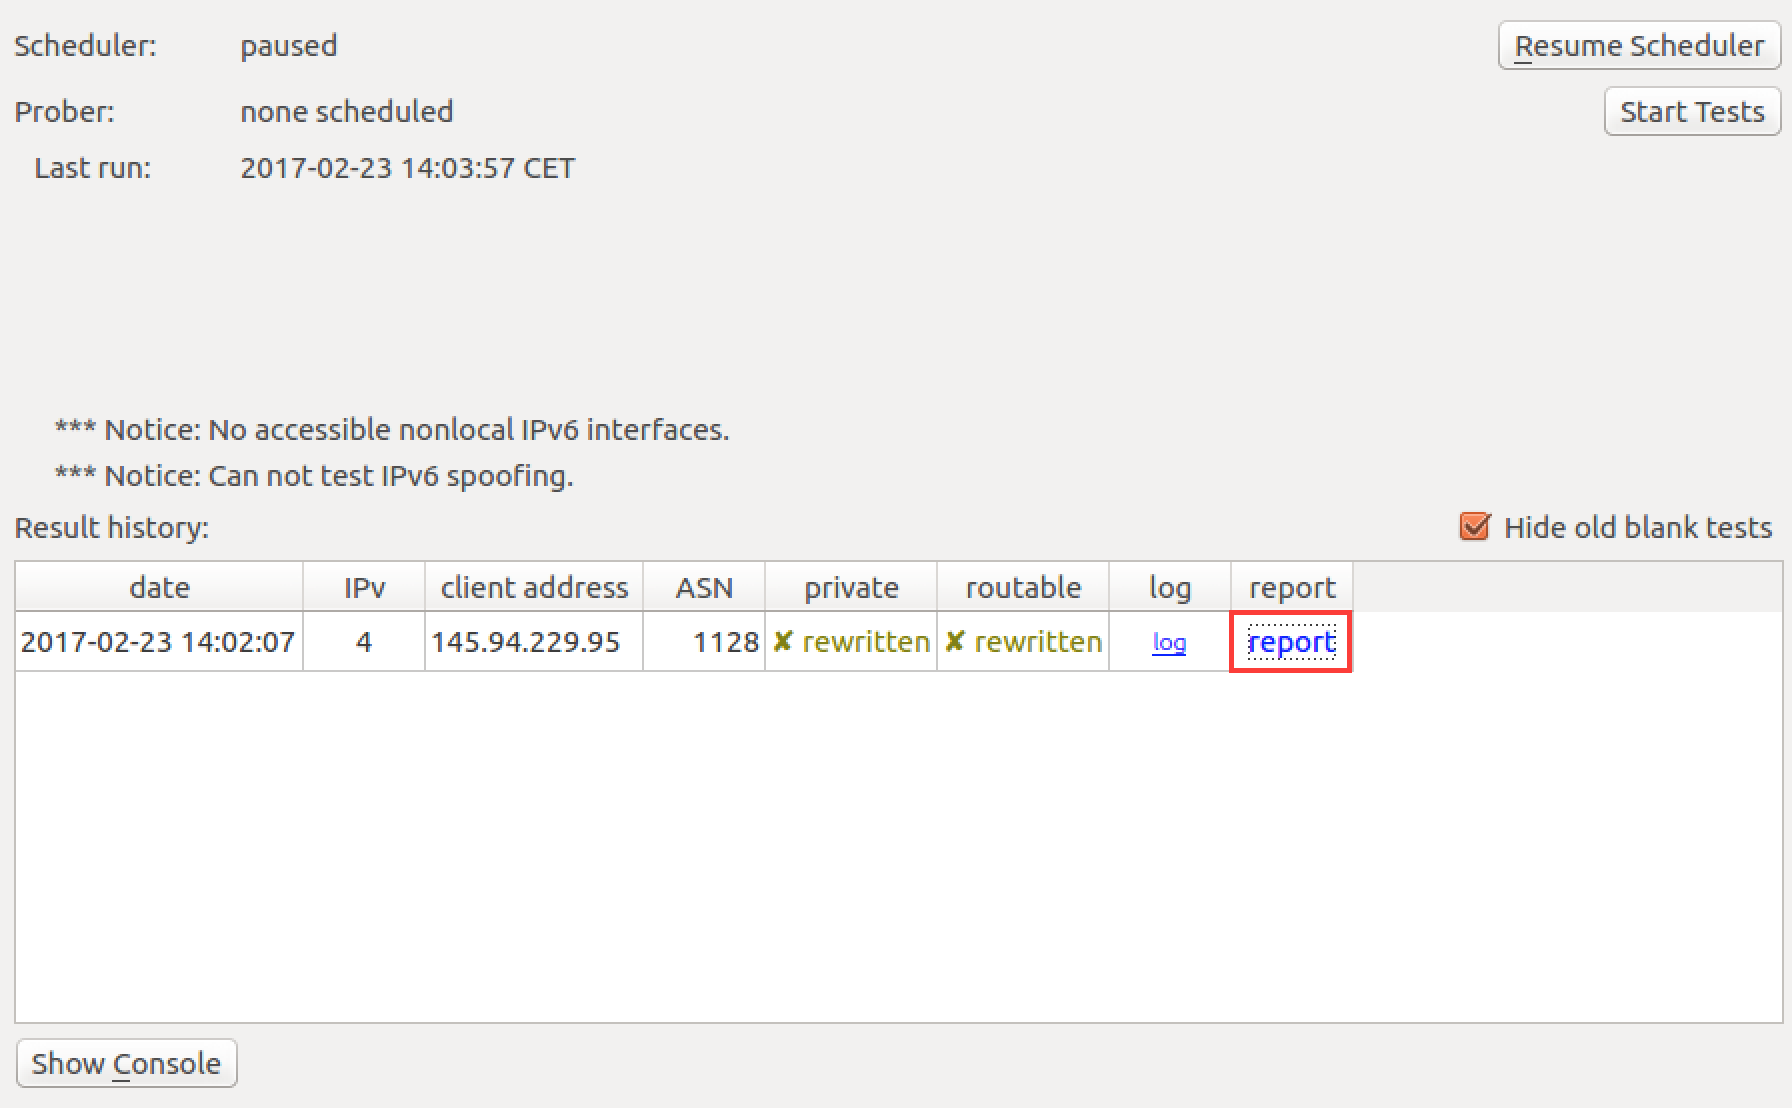 Scheduler: paused Resume Scheduler
Prober: none scheduled Start Tests
Last run: 2017-02-23 14:03:57 CET
*** Notice: No accessible nonlocal IPv6 interfaces.
*** Notice: Can not test IPv6 spoofing.
Result history: Hide old blank tests
date IPv client address ASN private routable log report
2017-02-23 14:02:07 4 145.94.229.95 1128 ✘ rewritten ✘ rewritten log report
Show Console